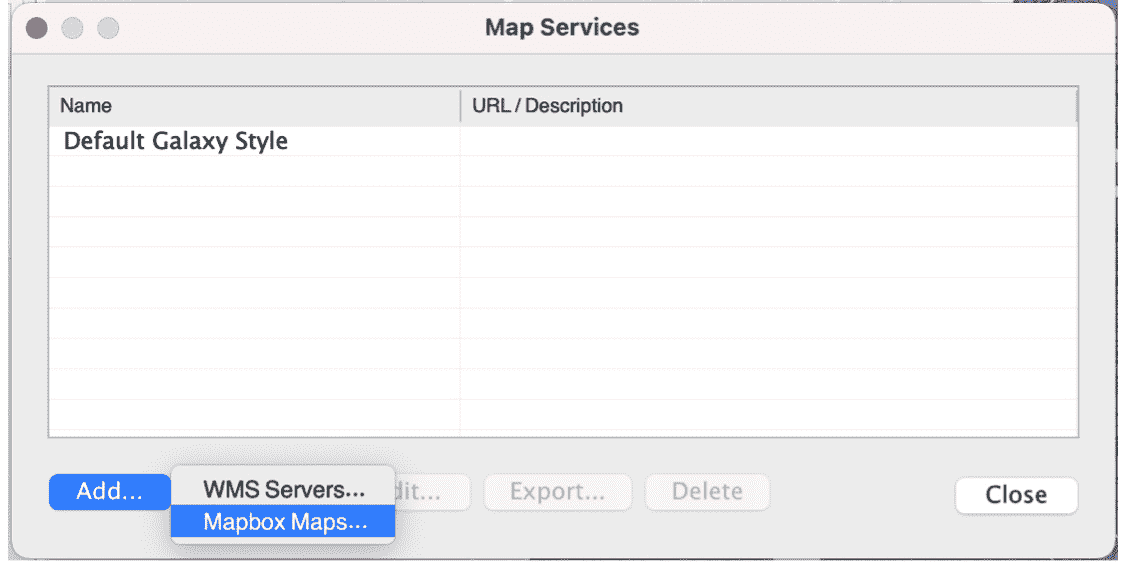 Map Services
Name URL / Description
Default Galaxy Style
Add... WMS Servers... dit... Export... Delete Close
Mapbox Maps...